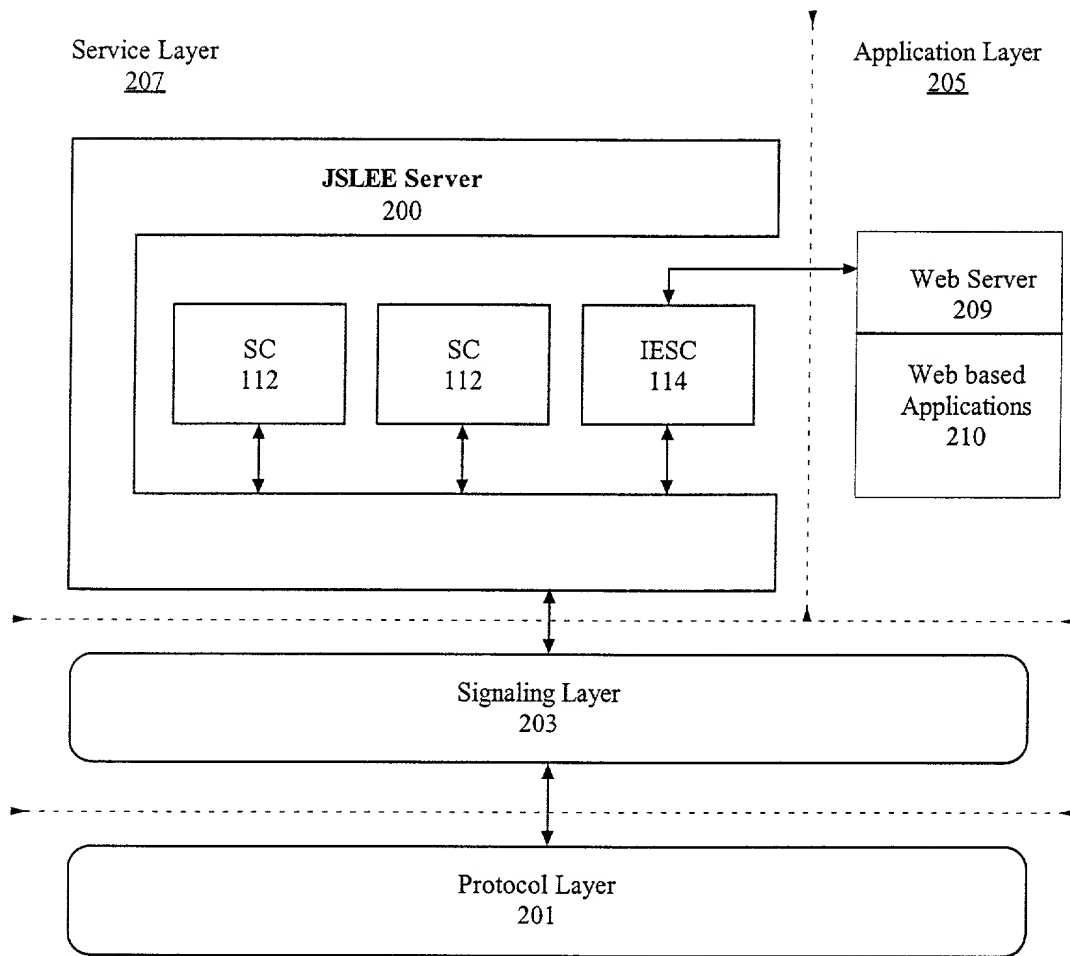 Service Layer
207
Application Layer
205
JSLEE Server
200
SC
112
SC
112
IESC
114
Web Server
209
Web based
Applications
210
Signaling Layer
203
Protocol Layer
201